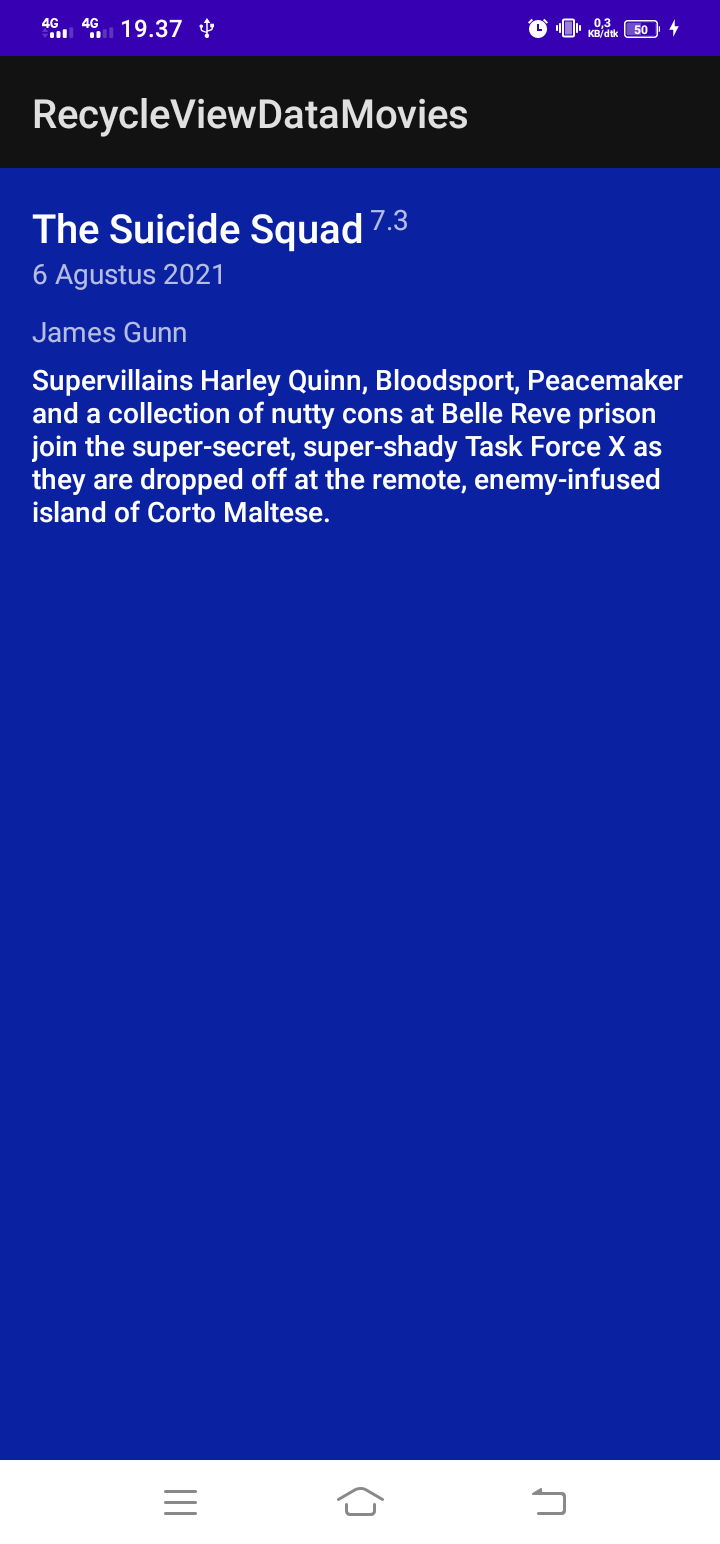 4G 4G 19.37 0,3 KB/dtk 50
RecycleViewDataMovies
The Suicide Squad 7.3
6 Agustus 2021
James Gunn
Supervillains Harley Quinn, Bloodsport, Peacemaker
and a collection of nutty cons at Belle Reve prison
join the super-secret, super-shady Task Force X as
they are dropped off at the remote, enemy-infused
island of Corto Maltese.